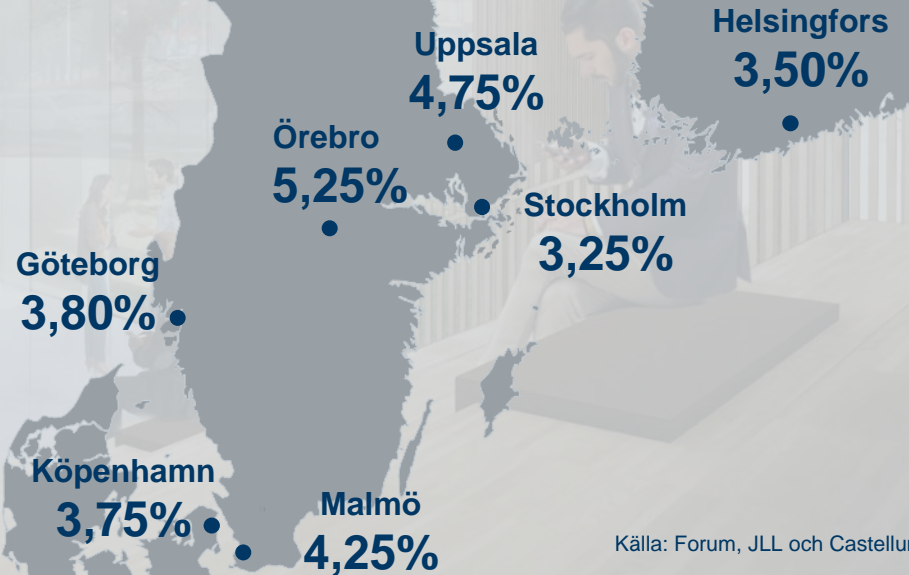 Helsingfors
3,50%
Uppsala
4,75%
Örebro
5,25%
Stockholm
3,25%
Göteborg
3,80%
Köpenhamn
3,75%
Malmö
4,25%
Källa: Forum, JLL och Castellum